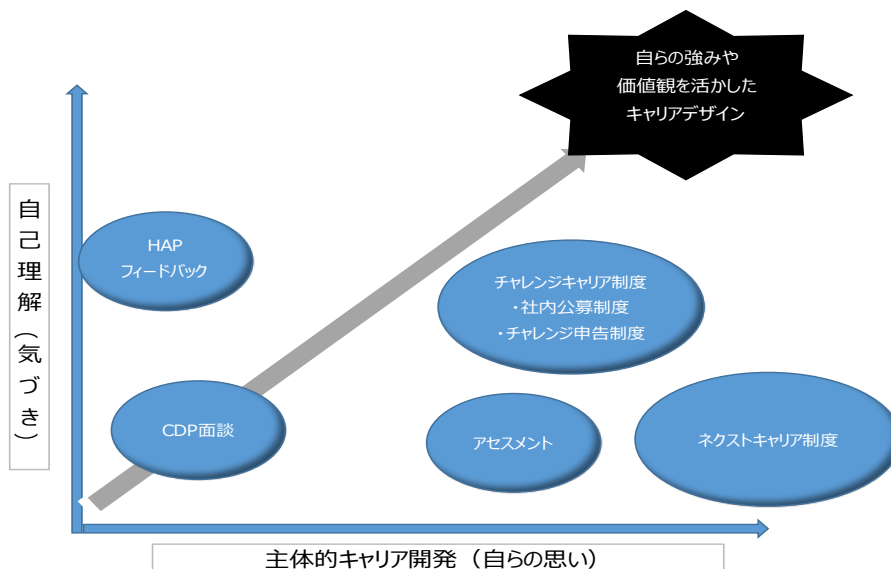 自らの強みや
価値観を活かした
キャリアデザイン
自己理解(気づき)
HAP
フィードバック
チャレンジキャリア制度
・社内公募制度
・チャレンジ申告制度
CDP面談
アセスメント
ネクストキャリア制度
主体的キャリア開発（自らの思い）